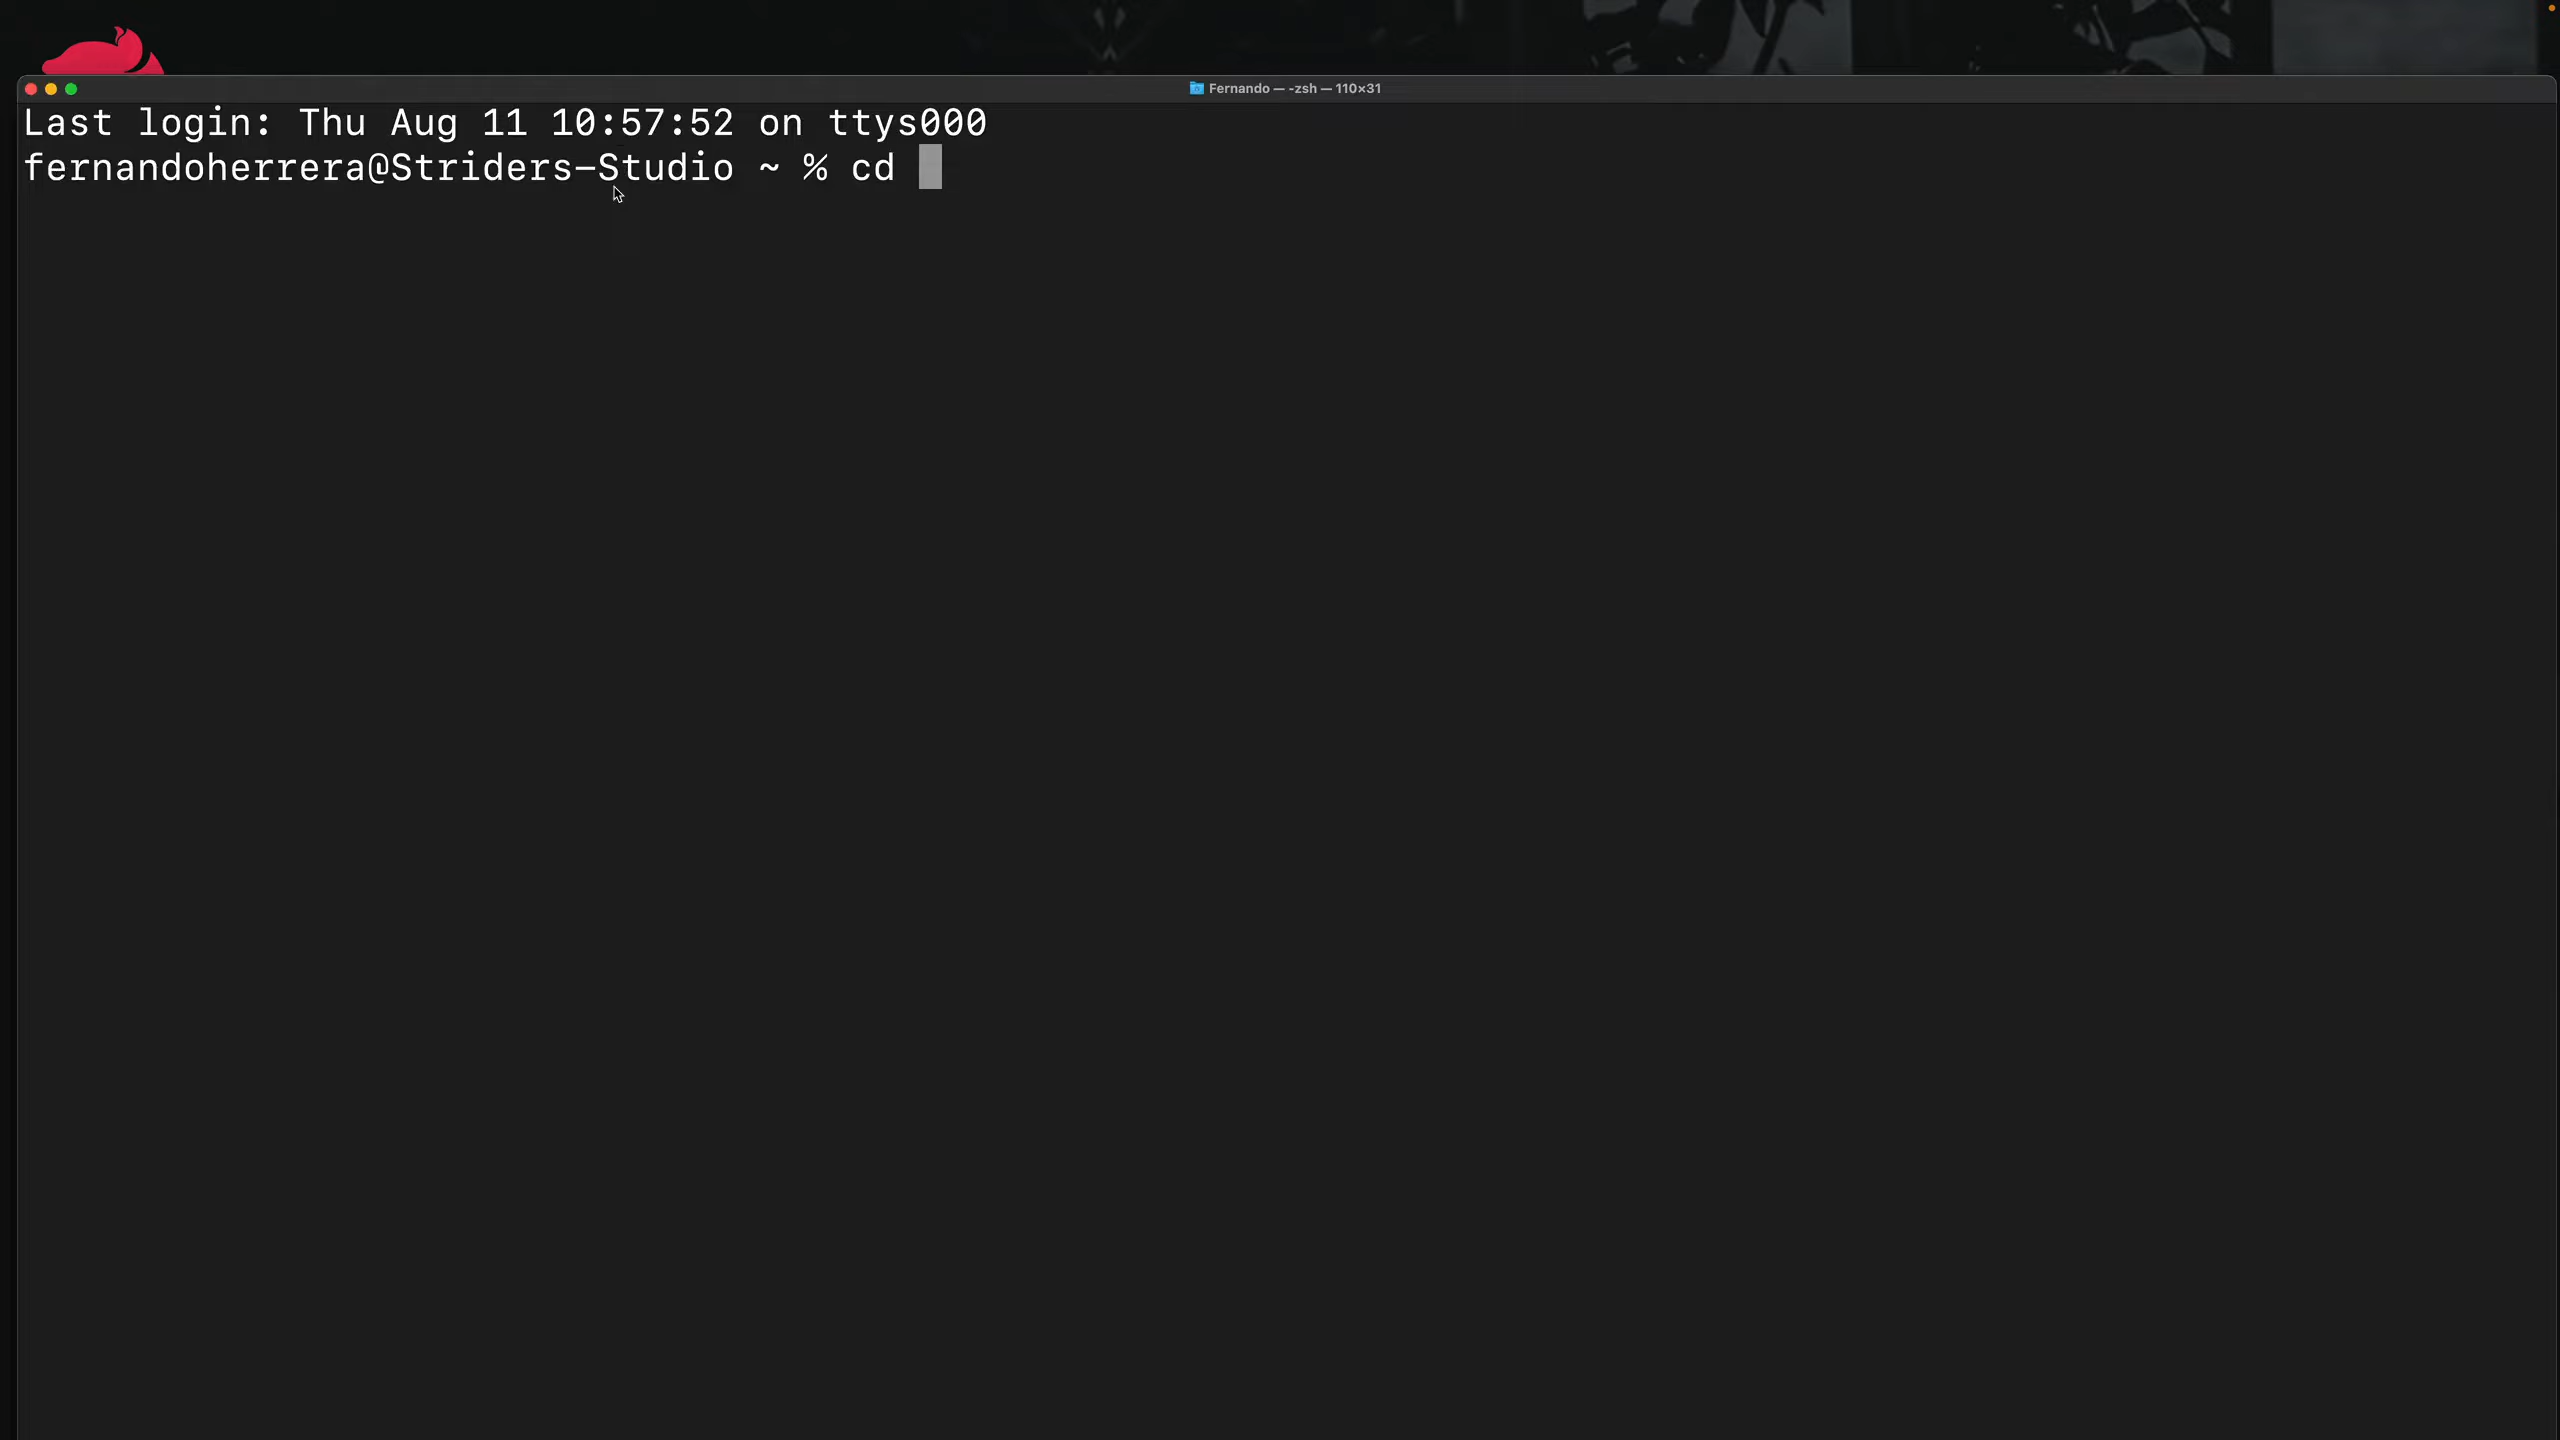 Fernando — -zsh — 110×31
Last login: Thu Aug 11 10:57:52 on ttys000
fernandoherrera@Striders-Studio ~ % cd